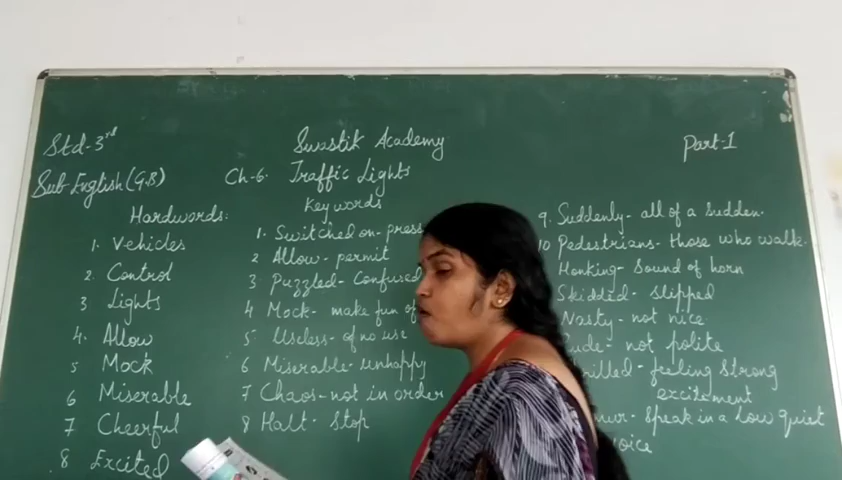 Std-3rd
Swastik Academy
Part-1
Sub-English (G.B)
Ch-6. Traffic Lights
Hardwords:
1. Vehicles
2. Control
3 Lights
4. Allow
5 Mock
6 Miserable
7 Cheerful
8 Excited
Key words
1. Switched on- press
2 Allow- permit
3 Puzzled- Confused
4 Mock- make fun of
5 Useless- of no use
6 Miserable- unhappy
7 Chaos- not in order
8 Halt- Stop
9. Suddenly- all of a Sudden.
10 Pedestrians- those who walk.
Honking- Sound of horn
Skidded- slipped
Nasty- not nice.
ude- not polite
rilled- feeling strong
excitement
mur- Speak in a low quiet
voice